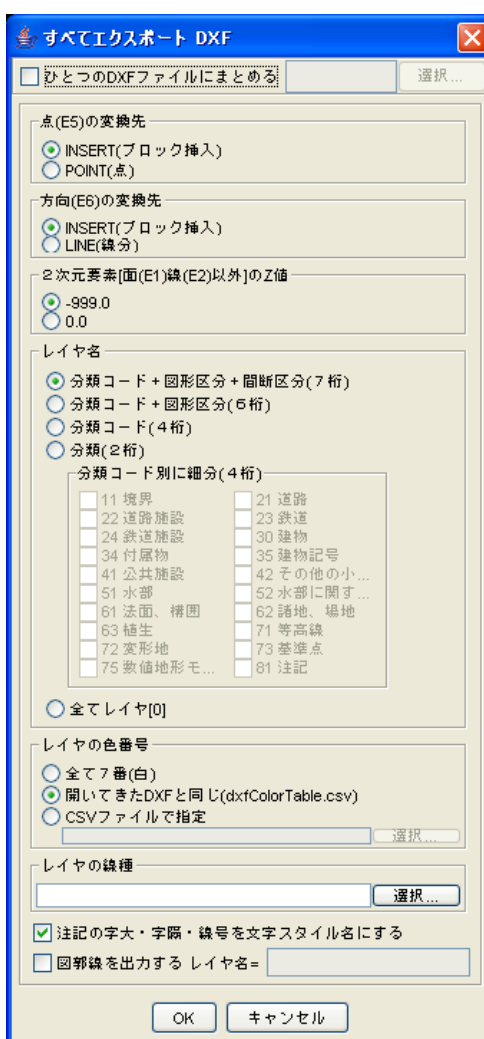 すべてエクスポート DXF
ひとつのDXFファイルにまとめる 選択...
点(E5)の変換先
INSERT(ブロック挿入)
POINT(点)
方向(E6)の変換先
INSERT(ブロック挿入)
LINE(線分)
2次元要素[面(E1)線(E2)以外]のZ値
-999.0
0.0
レイヤ名
分類コード+図形区分+間断区分(7桁)
分類コード+図形区分(6桁)
分類コード(4桁)
分類(2桁)
分類コード別に細分(4桁)
11 境界 21 道路
22 道路施設 23 鉄道
24 鉄道施設 30 建物
34 付属物 35 建物記号
41 公共施設 42 その他の小...
51 水部 52 水部に関す...
61 法面、構囲 62 諸地、場地
63 植生 71 等高線
72 変形地 73 基準点
75 数値地形モ... 81 注記
全てレイヤ[0]
レイヤの色番号
全て7番(白)
開いてきたDXFと同じ(dxfColorTable.csv)
CSVファイルで指定
選択...
レイヤの線種
選択...
注記の字大・字隔・線号を文字スタイル名にする
図郭線を出力する レイヤ名=
OK キャンセル